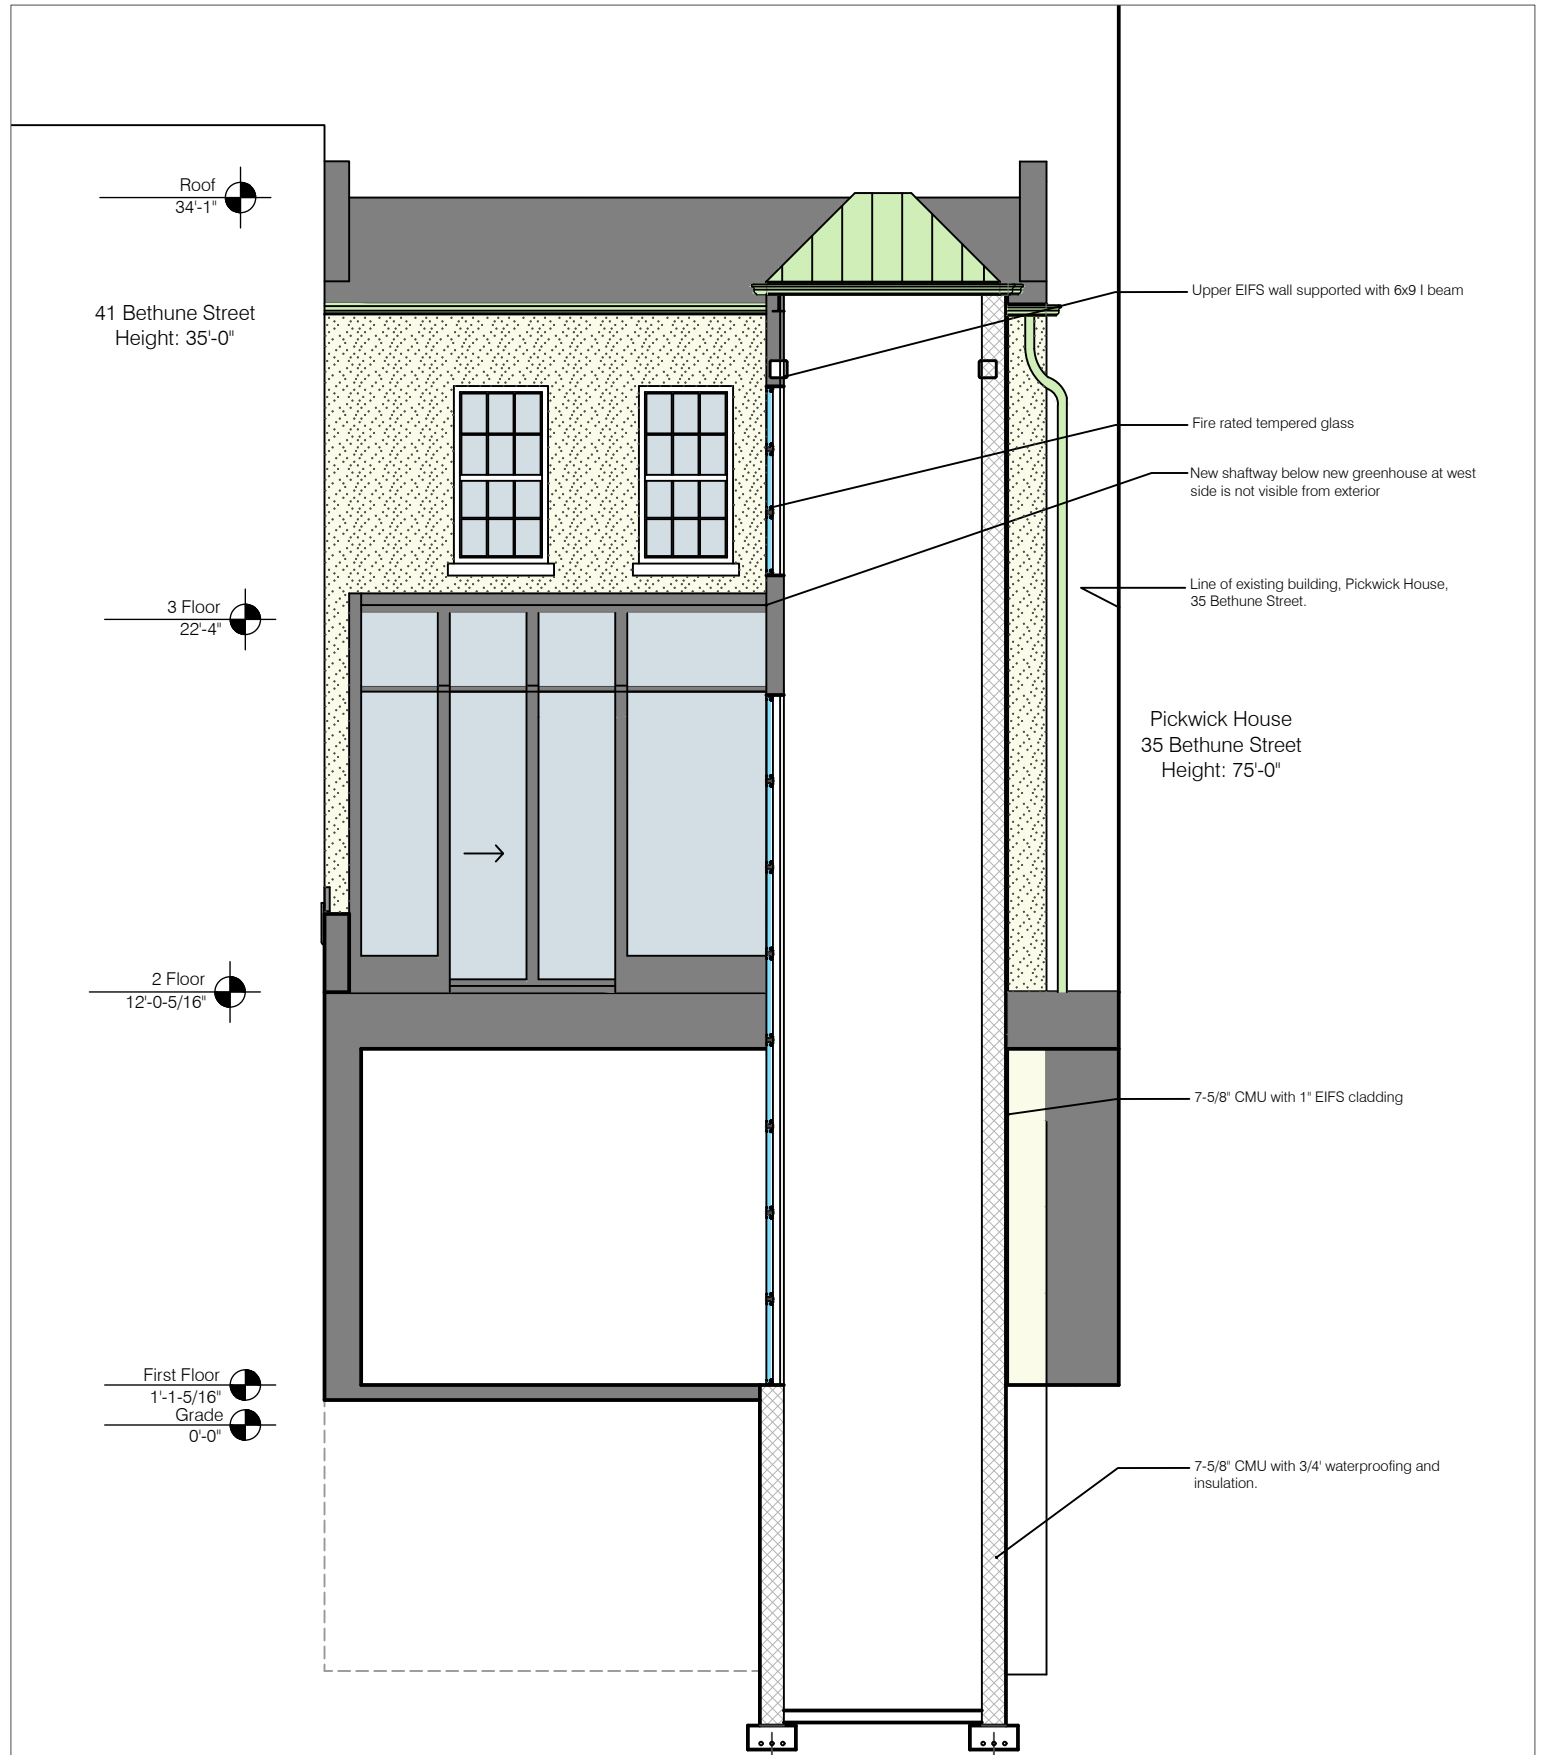 Roof
34'-1"
41 Bethune Street
Height: 35'-0"
Upper EIFS wall supported with 6x9 I beam
Fire rated tempered glass
New shaftway below new greenhouse at west
side is not visible from exterior
3 Floor
22'-4"
Line of existing building, Pickwick House,
35 Bethune Street.
Pickwick House
35 Bethune Street
Height: 75'-0"
2 Floor
12'-0-5/16"
7-5/8" CMU with 1" EIFS cladding
First Floor
1'-1-5/16"
Grade
0'-0"
7-5/8" CMU with 3/4' waterproofing and
insulation.